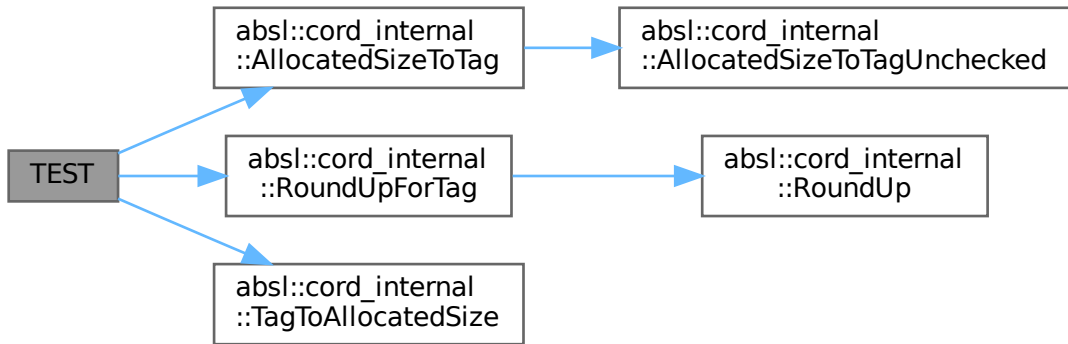 absl::cord_internal
::AllocatedSizeToTag
absl::cord_internal
::AllocatedSizeToTagUnchecked
TEST
absl::cord_internal
::RoundUpForTag
absl::cord_internal
::RoundUp
absl::cord_internal
::TagToAllocatedSize